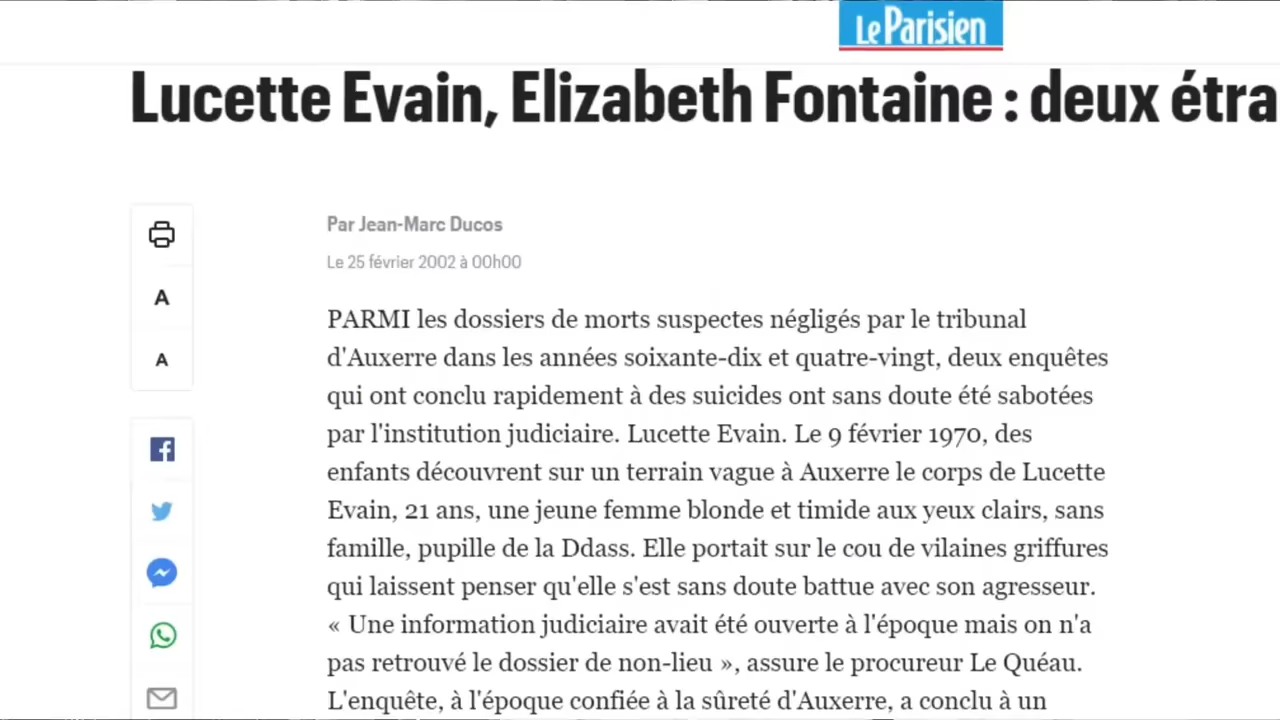 Le Parisien
Lucette Evain, Elizabeth Fontaine : deux étra
Par Jean-Marc Ducos
Le 25 février 2002 à 00h00
A
A
PARMI les dossiers de morts suspectes négligés par le tribunal
d'Auxerre dans les années soixante-dix et quatre-vingt, deux enquêtes
qui ont conclu rapidement à des suicides ont sans doute été sabotées
par l'institution judiciaire. Lucette Evain. Le 9 février 1970, des
enfants découvrent sur un terrain vague à Auxerre le corps de Lucette
Evain, 21 ans, une jeune femme blonde et timide aux yeux clairs, sans
famille, pupille de la Ddass. Elle portait sur le cou de vilaines griffures
qui laissent penser qu'elle s'est sans doute battue avec son agresseur.
« Une information judiciaire avait été ouverte à l'époque mais on n'a
pas retrouvé le dossier de non-lieu », assure le procureur Le Quéau.
L'enquête, à l'époque confiée à la sûreté d'Auxerre, a conclu à un